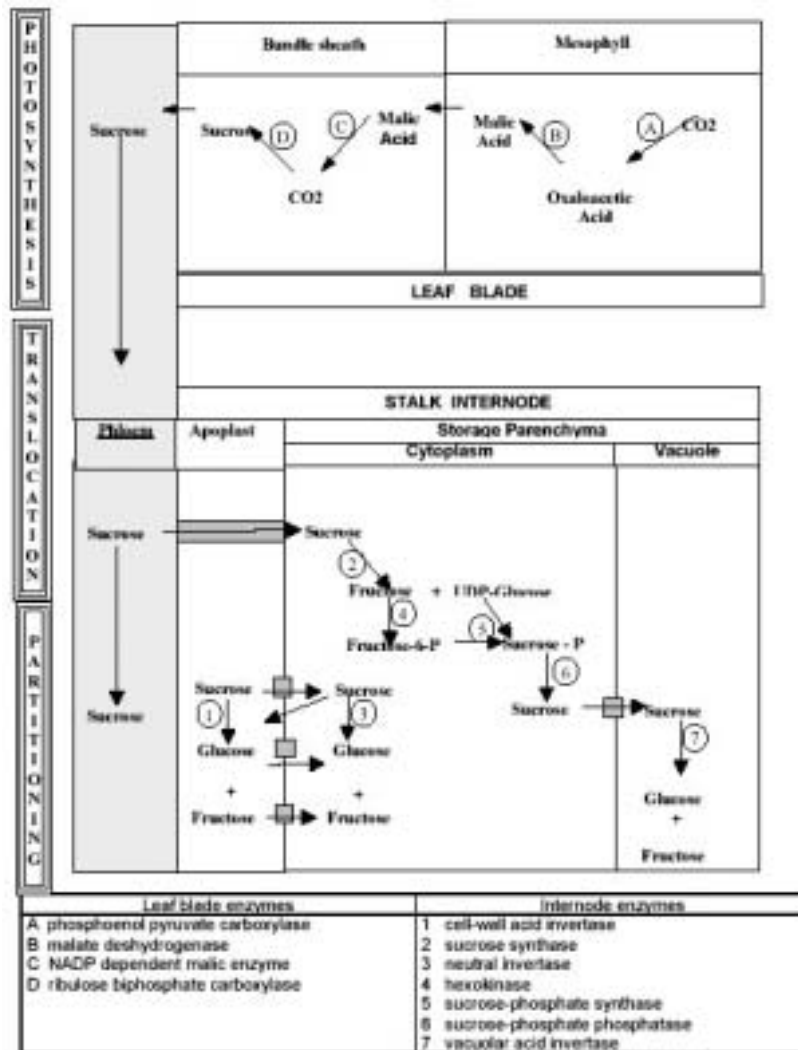 PHOTOSYNTHESIS
Bundle sheath
Mesophyll
Sucrose
Sucrose
D
C
Malic
Acid
Malic
Acid
B
A
CO2
CO2
Oxaloacetic
Acid
LEAF BLADE
TRANSLOCATION
STALK INTERNODE
Phloem
Apoplast
Storage Parenchyma
Cytoplasm
Vacuole
Sucrose
Sucrose
2
Fructose + UDP-Glucose
4
5
Fructose-6-P
Sucrose - P
6
PARTITIONING
Sucrose
Sucrose
Sucrose
Sucrose
Sucrose
1
3
7
Glucose
Glucose
+
+
Fructose
Fructose
Glucose
+
Fructose
Leaf blade enzymes
A phosphoenol pyruvate carboxylase
B malate deshydrogenase
C NADP dependent malic enzyme
D ribulose biphosphate carboxylase
Internode enzymes
1 cell-wall acid invertase
2 sucrose synthase
3 neutral invertase
4 hexokinase
5 sucrose-phosphate synthase
6 sucrose-phosphate phosphatase
7 vacuolar acid invertase